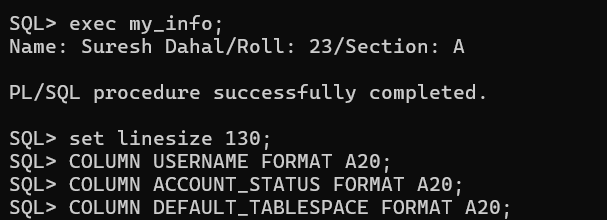 SQL> exec my_info;
Name: Suresh Dahal/Roll: 23/Section: A
PL/SQL procedure successfully completed.
SQL> set linesize 130;
SQL> COLUMN USERNAME FORMAT A20;
SQL> COLUMN ACCOUNT_STATUS FORMAT A20;
SQL> COLUMN DEFAULT_TABLESPACE FORMAT A20;